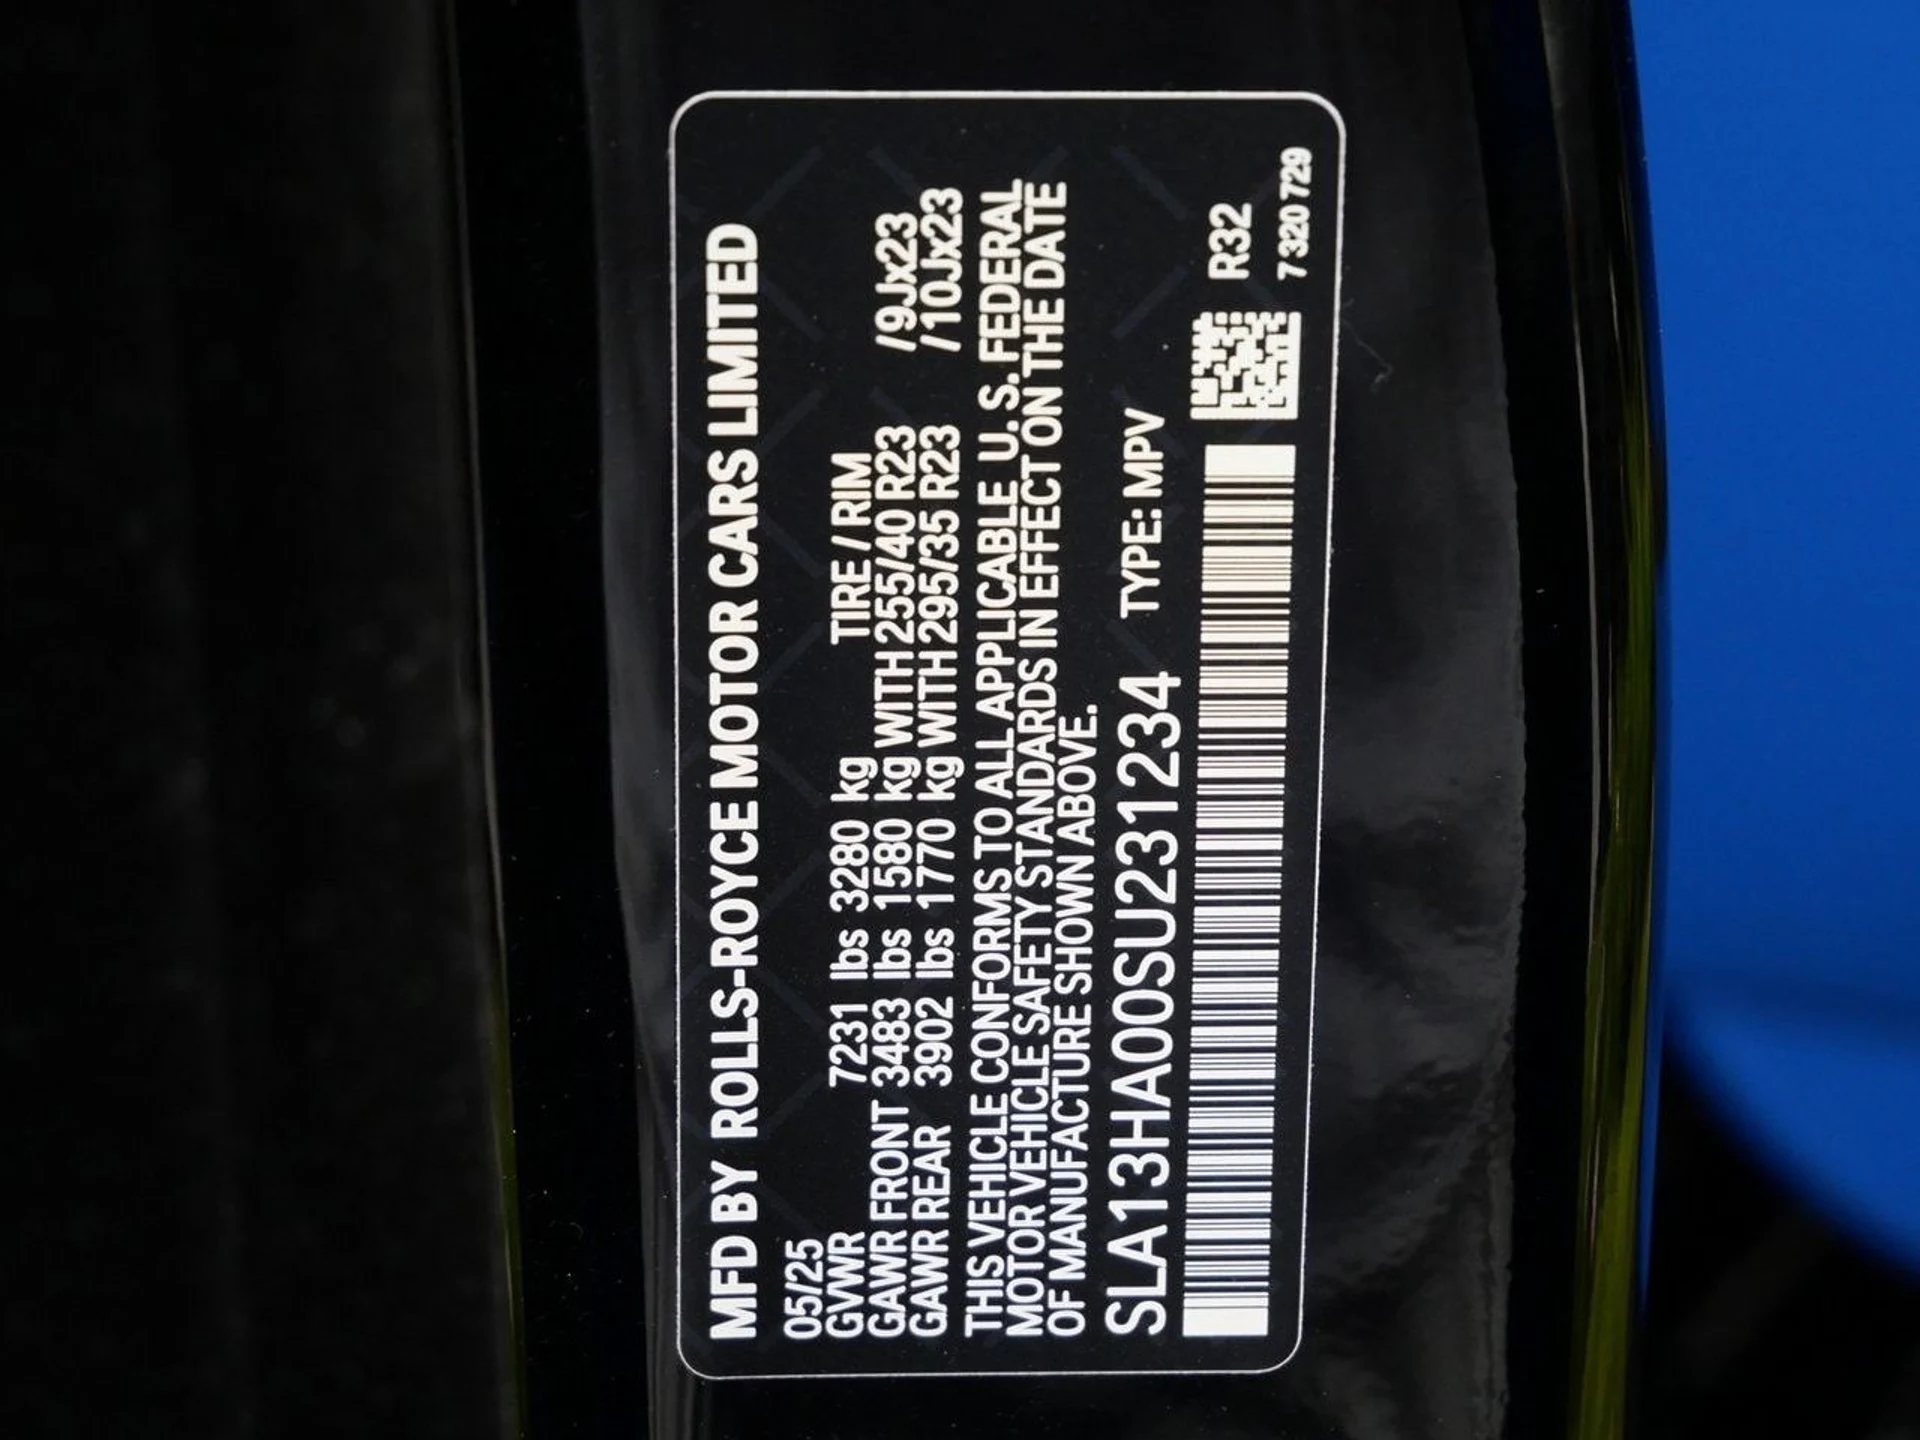 MFD BY ROLLS-ROYCE MOTOR CARS LIMITED
05/25
GVWR 7231 lbs 3280 kg TIRE / RIM
GAWR FRONT 3483 lbs 1580 kg WITH 255/40 R23 /9Jx23
GAWR REAR 3902 lbs 1770 kg WITH 295/35 R23 /10Jx23
THIS VEHICLE CONFORMS TO ALL APPLICABLE U. S. FEDERAL
MOTOR VEHICLE SAFETY STANDARDS IN EFFECT ON THE DATE
OF MANUFACTURE SHOWN ABOVE.
SLA13HA00SU231234 TYPE: MPV
R32
7 320 729